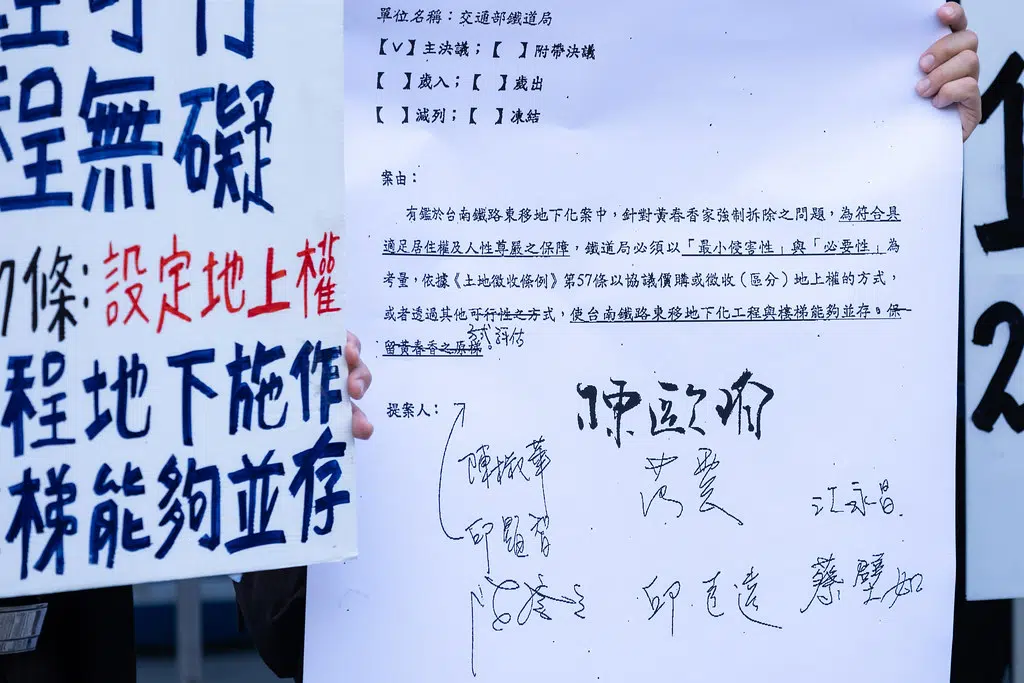 程無礙
條:設定地上權
程地下施作
梯能夠並存
單位名稱：交通部鐵道局
【V】主決議；【 】附帶決議
【 】歲入；【 】歲出
【 】減列；【 】凍結
案由：
有鑑於台南鐵路東移地下化案中，針對黃春香家強制拆除之問題，為符合具
適足居住權及人性尊嚴之保障，鐵道局必須以「最小侵害性」與「必要性」為
考量，依據《土地徵收條例》第57條以協議價購或徵收（區分）地上權的方式，
或者透過其他可行性之方式，使台南鐵路東移地下化工程與樓梯能夠並存。保
留黃春香之原樣。
方式評估
提案人：
陳歐珀
陳椒華
邱顯智
江永昌
蔡壁如
1
2